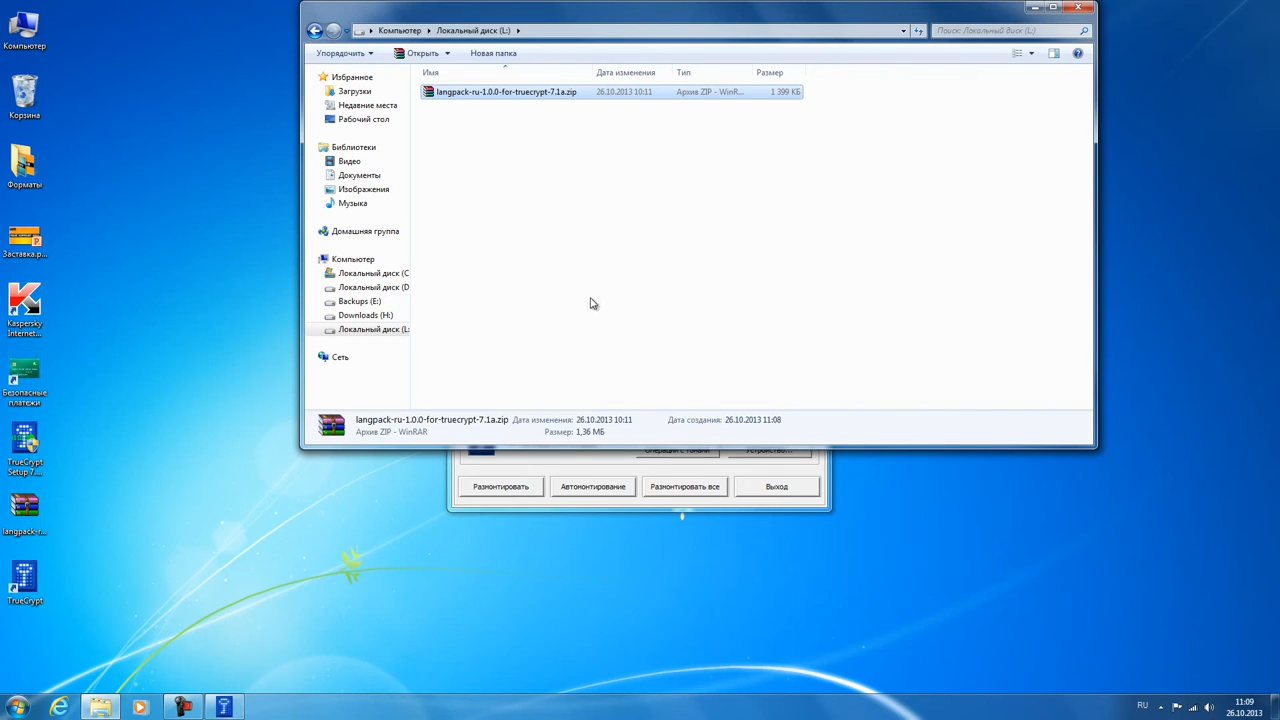 Компьютер
Корзина
Форматы
Заставка.р...
Kaspersky
Internet...
Безопасные
платежи
TrueCrypt
Setup 7....
langpack-r...
TrueCrypt
Компьютер
Локальный диск (L:)
Поиск: Локальный диск (L:)
Упорядочить
Открыть
Новая папка
Избранное
Загрузки
Недавние места
Рабочий стол
Библиотеки
Видео
Документы
Изображения
Музыка
Домашняя группа
Компьютер
Локальный диск (C
Локальный диск (D
Backups (E:)
Downloads (H:)
Локальный диск (L:
Сеть
Имя Дата изменения Тип Размер
langpack-ru-1.0.0-for-truecrypt-7.1a.zip 26.10.2013 10:11 Архив ZIP - WinR... 1 399 КБ
langpack-ru-1.0.0-for-truecrypt-7.1a.zip Дата изменения: 26.10.2013 10:11 Дата создания: 26.10.2013 11:08
Архив ZIP - WinRAR Размер: 1,36 МБ
Операции с томами Устройство...
Размонтировать Автомонтирование Размонтировать все Выход
RU 11:09
26.10.2013